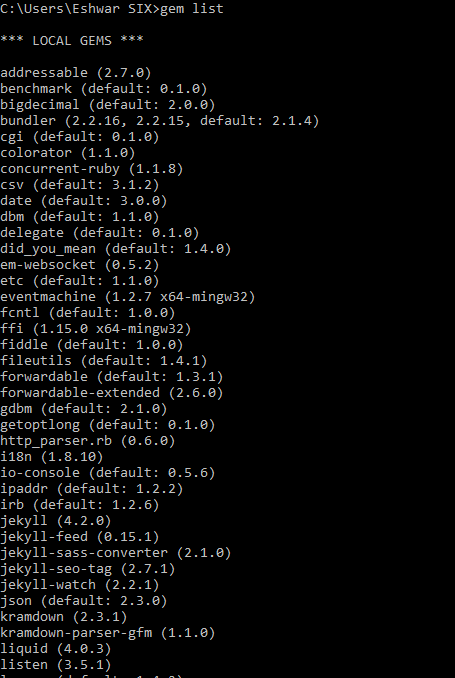 C:\Users\Eshwar SIX>gem list
*** LOCAL GEMS ***
addressable (2.7.0)
benchmark (default: 0.1.0)
bigdecimal (default: 2.0.0)
bundler (2.2.16, 2.2.15, default: 2.1.4)
cgi (default: 0.1.0)
colorator (1.1.0)
concurrent-ruby (1.1.8)
csv (default: 3.1.2)
date (default: 3.0.0)
dbm (default: 1.1.0)
delegate (default: 0.1.0)
did_you_mean (default: 1.4.0)
em-websocket (0.5.2)
etc (default: 1.1.0)
eventmachine (1.2.7 x64-mingw32)
fcntl (default: 1.0.0)
ffi (1.15.0 x64-mingw32)
fiddle (default: 1.0.0)
fileutils (default: 1.4.1)
forwardable (default: 1.3.1)
forwardable-extended (2.6.0)
gdbm (default: 2.1.0)
getoptlong (default: 0.1.0)
http_parser.rb (0.6.0)
i18n (1.8.10)
io-console (default: 0.5.6)
ipaddr (default: 1.2.2)
irb (default: 1.2.6)
jekyll (4.2.0)
jekyll-feed (0.15.1)
jekyll-sass-converter (2.1.0)
jekyll-seo-tag (2.7.1)
jekyll-watch (2.2.1)
json (default: 2.3.0)
kramdown (2.3.1)
kramdown-parser-gfm (1.1.0)
liquid (4.0.3)
listen (3.5.1)